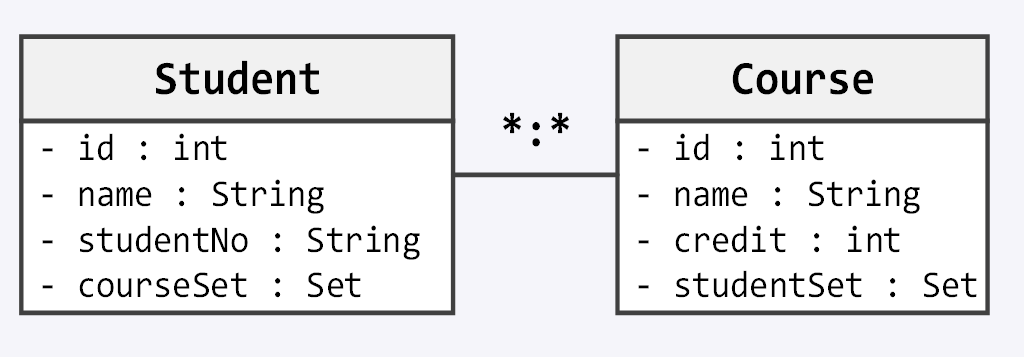 Student
- id : int
- name : String
- studentNo : String
- courseSet : Set
*:*
Course
- id : int
- name : String
- credit : int
- studentSet : Set